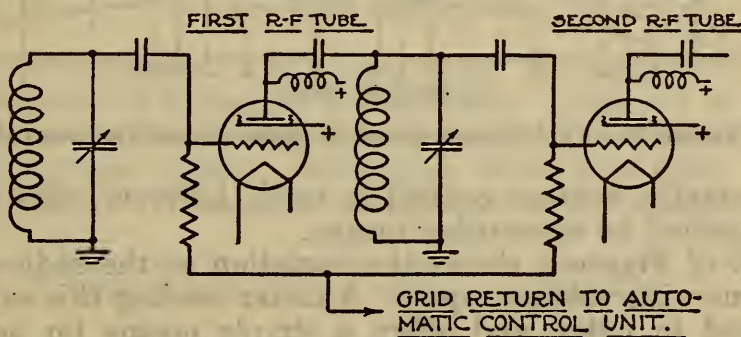 FIRST R-F TUBE
SECOND R-F TUBE
+
+
+
+
GRID RETURN TO AUTO-
MATIC CONTROL UNIT.